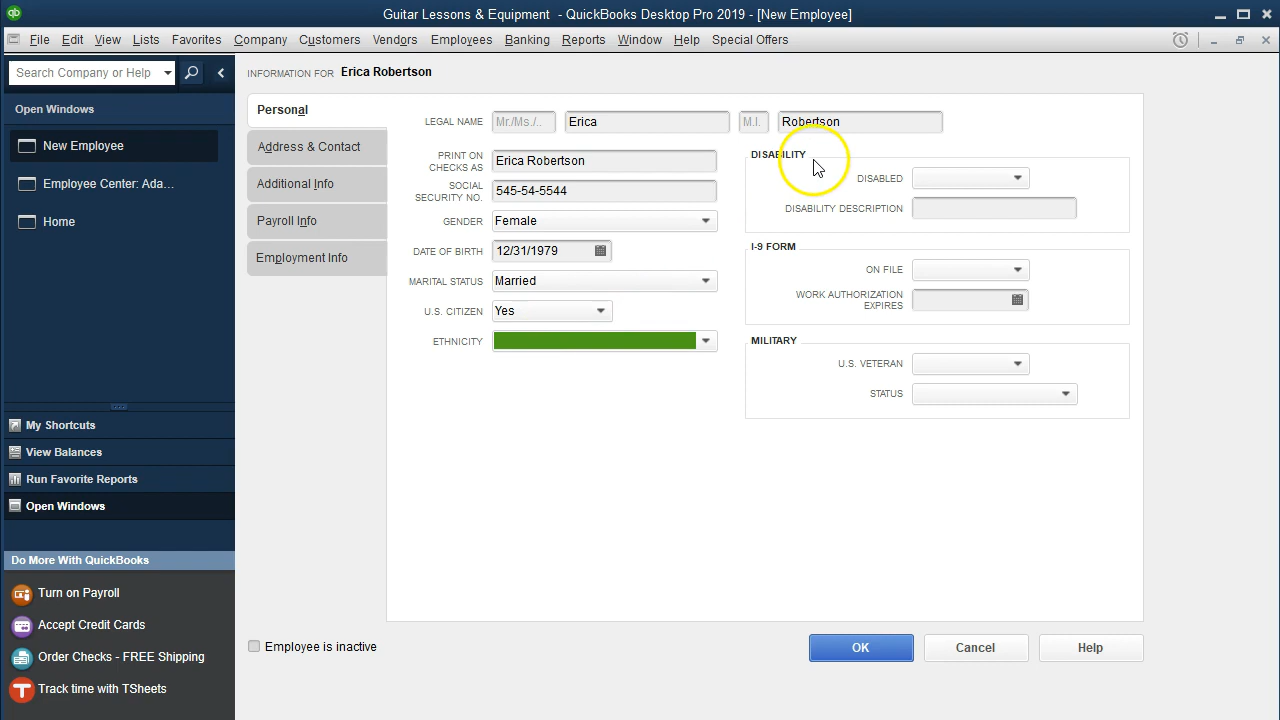 Guitar Lessons & Equipment - QuickBooks Desktop Pro 2019 - [New Employee]
File Edit View Lists Favorites Company Customers Vendors Employees Banking Reports Window Help Special Offers
Search Company or Help
Open Windows
New Employee
Employee Center: Ada...
Home
My Shortcuts
View Balances
Run Favorite Reports
Open Windows
Do More With QuickBooks
Turn on Payroll
Accept Credit Cards
Order Checks - FREE Shipping
Track time with TSheets
INFORMATION FOR Erica Robertson
Personal
Address & Contact
Additional Info
Payroll Info
Employment Info
LEGAL NAME Mr./Ms./.. Erica M.I. Robertson
PRINT ON
CHECKS AS Erica Robertson
SOCIAL
SECURITY NO. 545-54-5544
GENDER Female
DATE OF BIRTH 12/31/1979
MARITAL STATUS Married
U.S. CITIZEN Yes
ETHNICITY
DISABILITY
DISABLED
DISABILITY DESCRIPTION
I-9 FORM
ON FILE
WORK AUTHORIZATION
EXPIRES
MILITARY
U.S. VETERAN
STATUS
Employee is inactive
OK Cancel Help